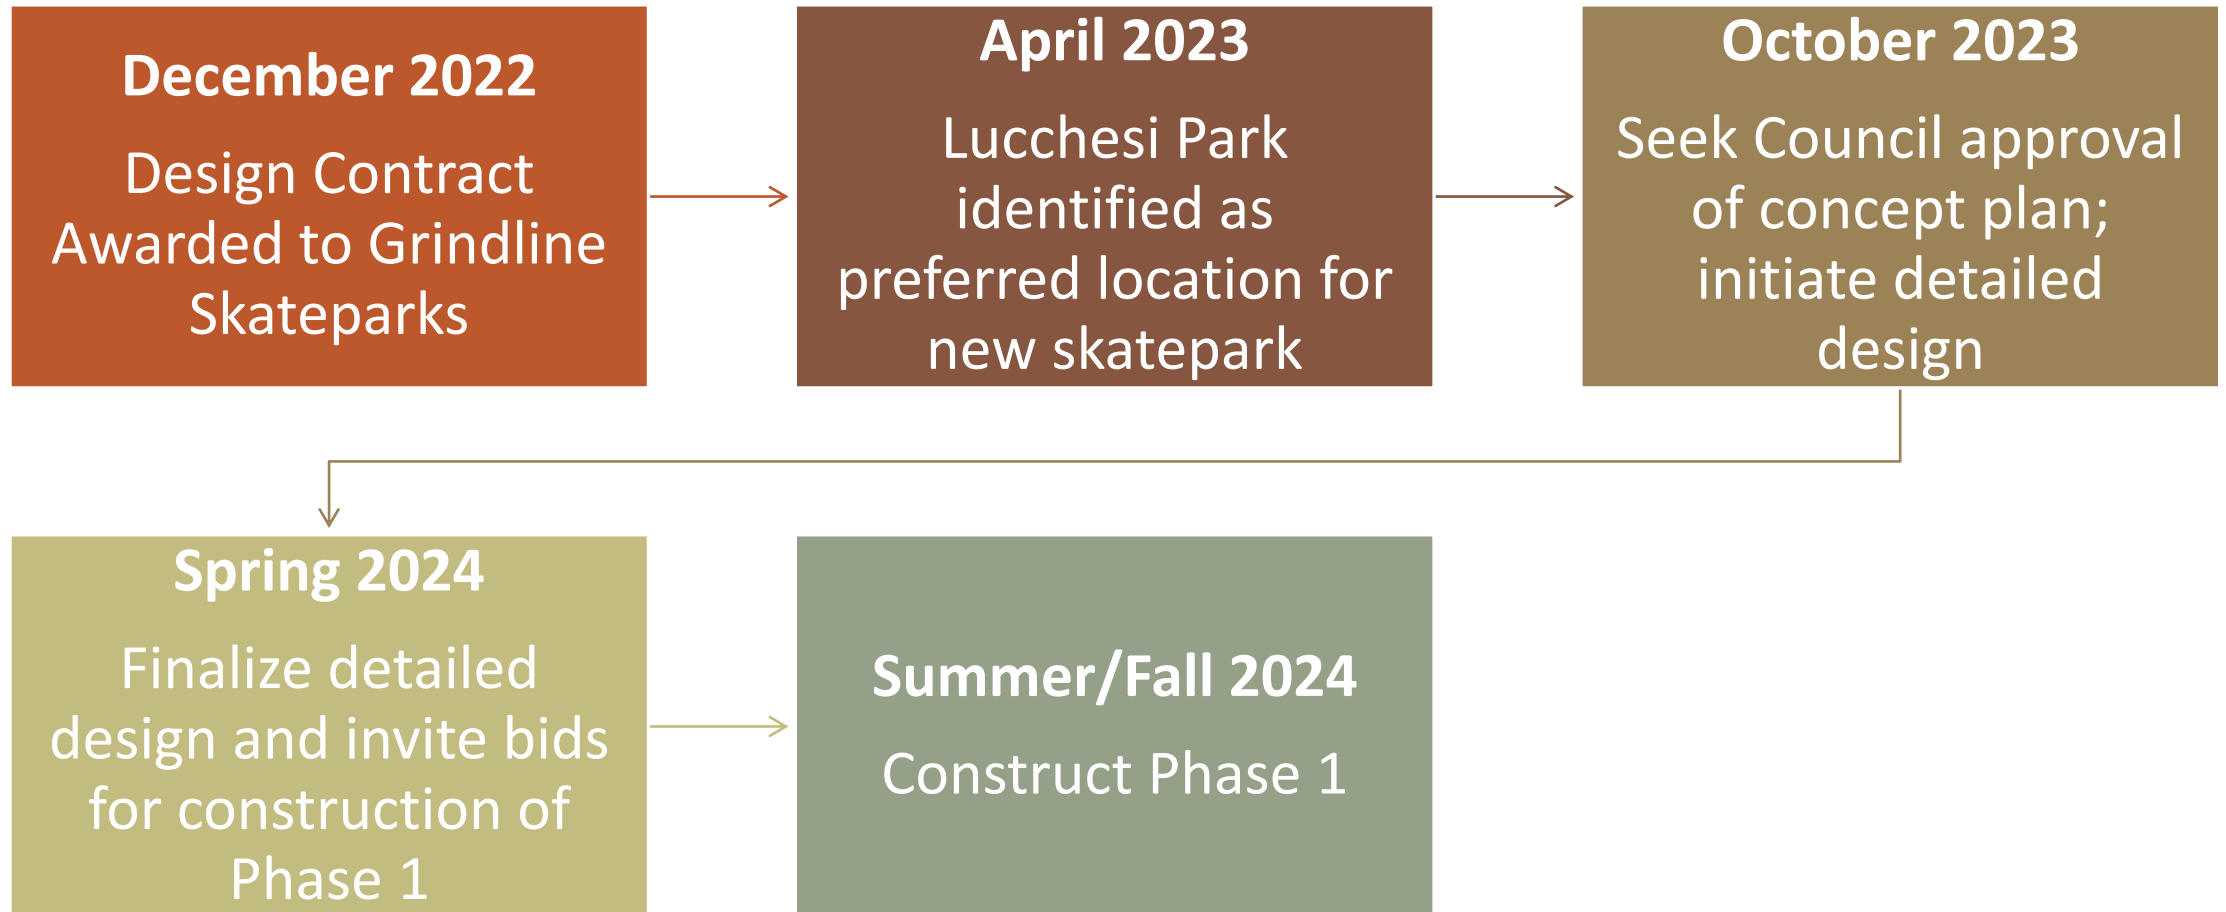 December 2022
Design Contract
Awarded to Grindline
Skateparks
April 2023
Lucchesi Park
identified as
preferred location for
new skatepark
October 2023
Seek Council approval
of concept plan;
initiate detailed
design
Spring 2024
Finalize detailed
design and invite bids
for construction of
Phase 1
Summer/Fall 2024
Construct Phase 1